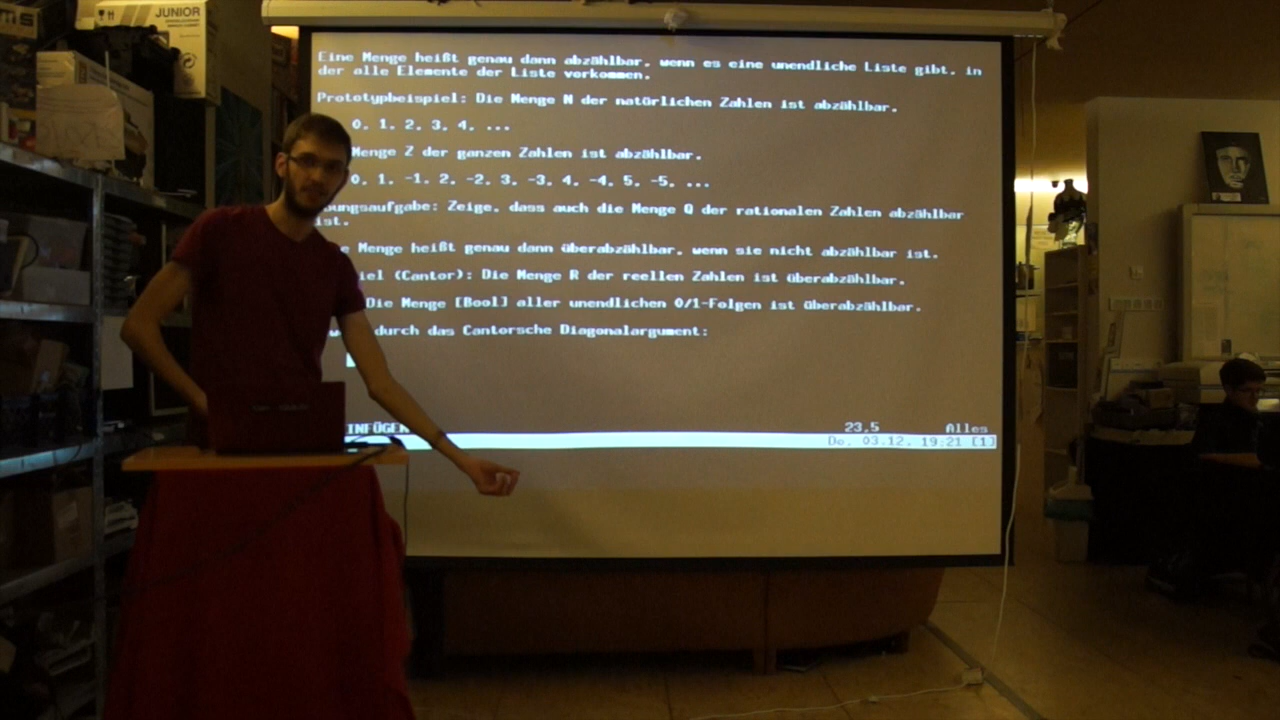 JUNIOR
Eine Menge heißt genau dann abzählbar, wenn es eine unendliche Liste gibt, in
der alle Elemente der Liste vorkommen.
Prototypbeispiel: Die Menge N der natürlichen Zahlen ist abzählbar.
0, 1, 2, 3, 4, ...
Menge Z der ganzen Zahlen ist abzählbar.
0, 1, -1, 2, -2, 3, -3, 4, -4, 5, -5, ...
ungsaufgabe: Zeige, dass auch die Menge Q der rationalen Zahlen abzählbar
ist.
e Menge heißt genau dann überabzählbar, wenn sie nicht abzählbar ist.
iel (Cantor): Die Menge R der reellen Zahlen ist überabzählbar.
Die Menge [Bool] aller unendlichen 0/1-Folgen ist überabzählbar.
durch das Cantorsche Diagonalargument:
INFÜGEN 23,5 Alles
Do, 03.12, 19:21 [1]